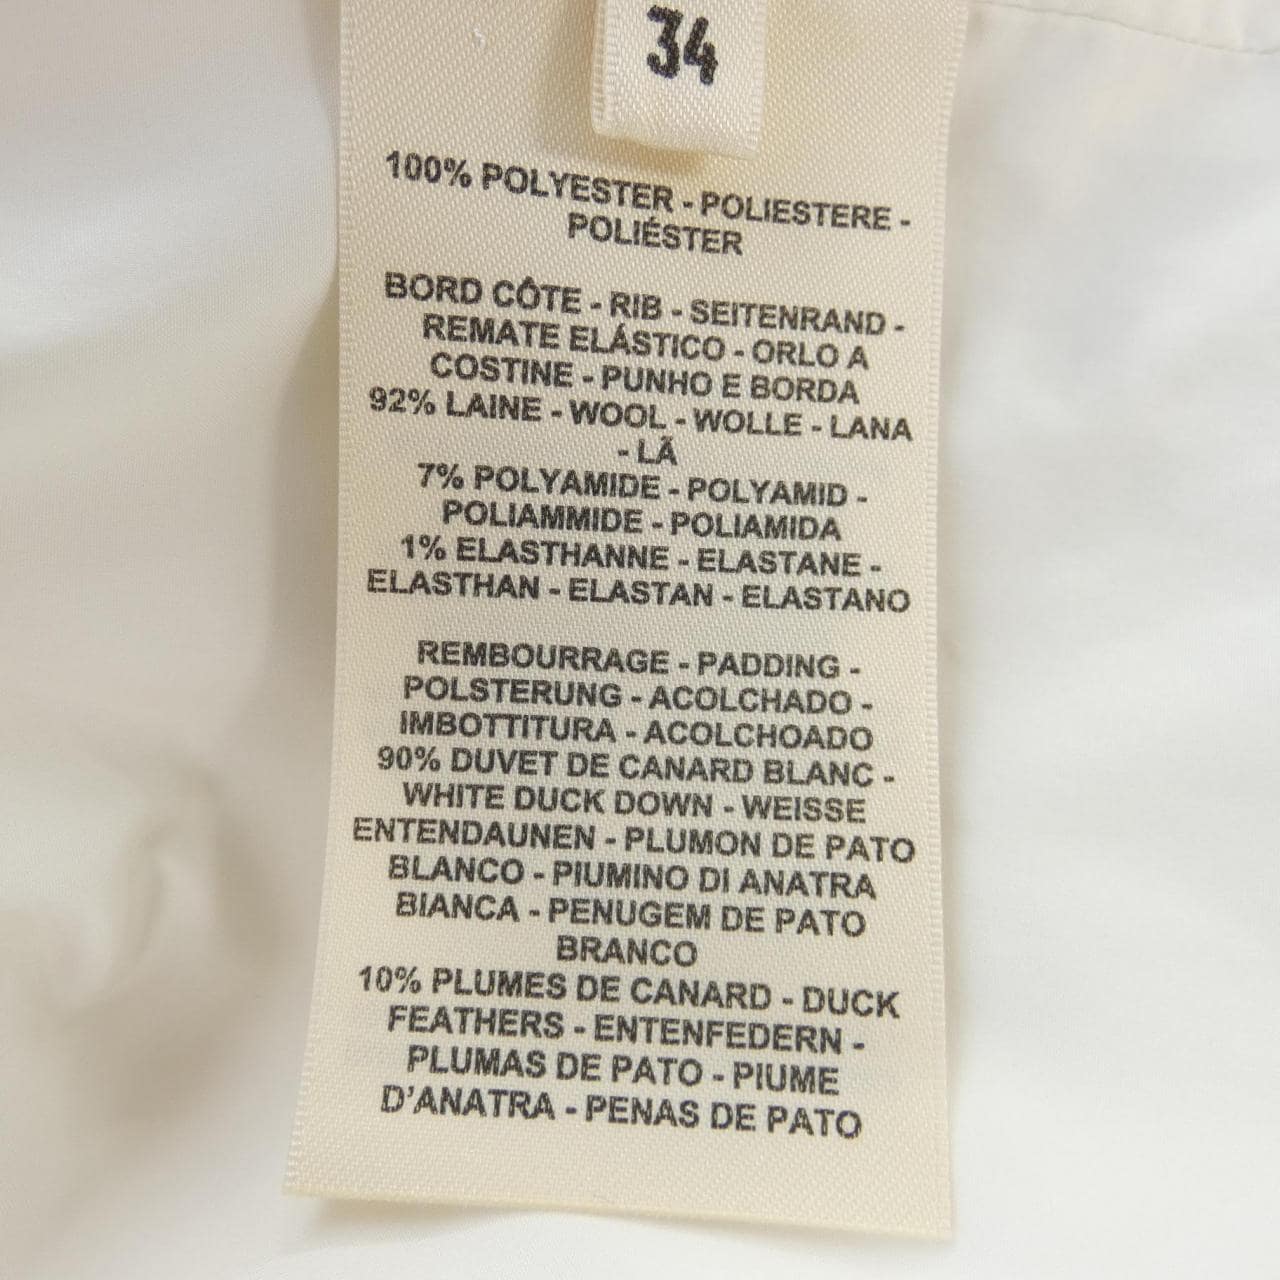 34
100% POLYESTER - POLIESTERE -
POLIÉSTER
BORD CÔTE - RIB - SEITENRAND -
REMATE ELÁSTICO - ORLO A
COSTINE - PUNHO E BORDA
92% LAINE - WOOL - WOLLE - LANA
- LÃ
7% POLYAMIDE - POLYAMID -
POLIAMMIDE - POLIAMIDA
1% ELASTHANNE - ELASTANE -
ELASTHAN - ELASTAN - ELASTANO
REMBOURRAGE - PADDING -
POLSTERUNG - ACOLCHADO -
IMBOTTITURA - ACOLCHOADO
90% DUVET DE CANARD BLANC -
WHITE DUCK DOWN - WEISSE
ENTENDAUNEN - PLUMON DE PATO
BLANCO - PIUMINO DI ANATRA
BIANCA - PENUGEM DE PATO
BRANCO
10% PLUMES DE CANARD - DUCK
FEATHERS - ENTENFEDERN -
PLUMAS DE PATO - PIUME
D'ANATRA - PENAS DE PATO